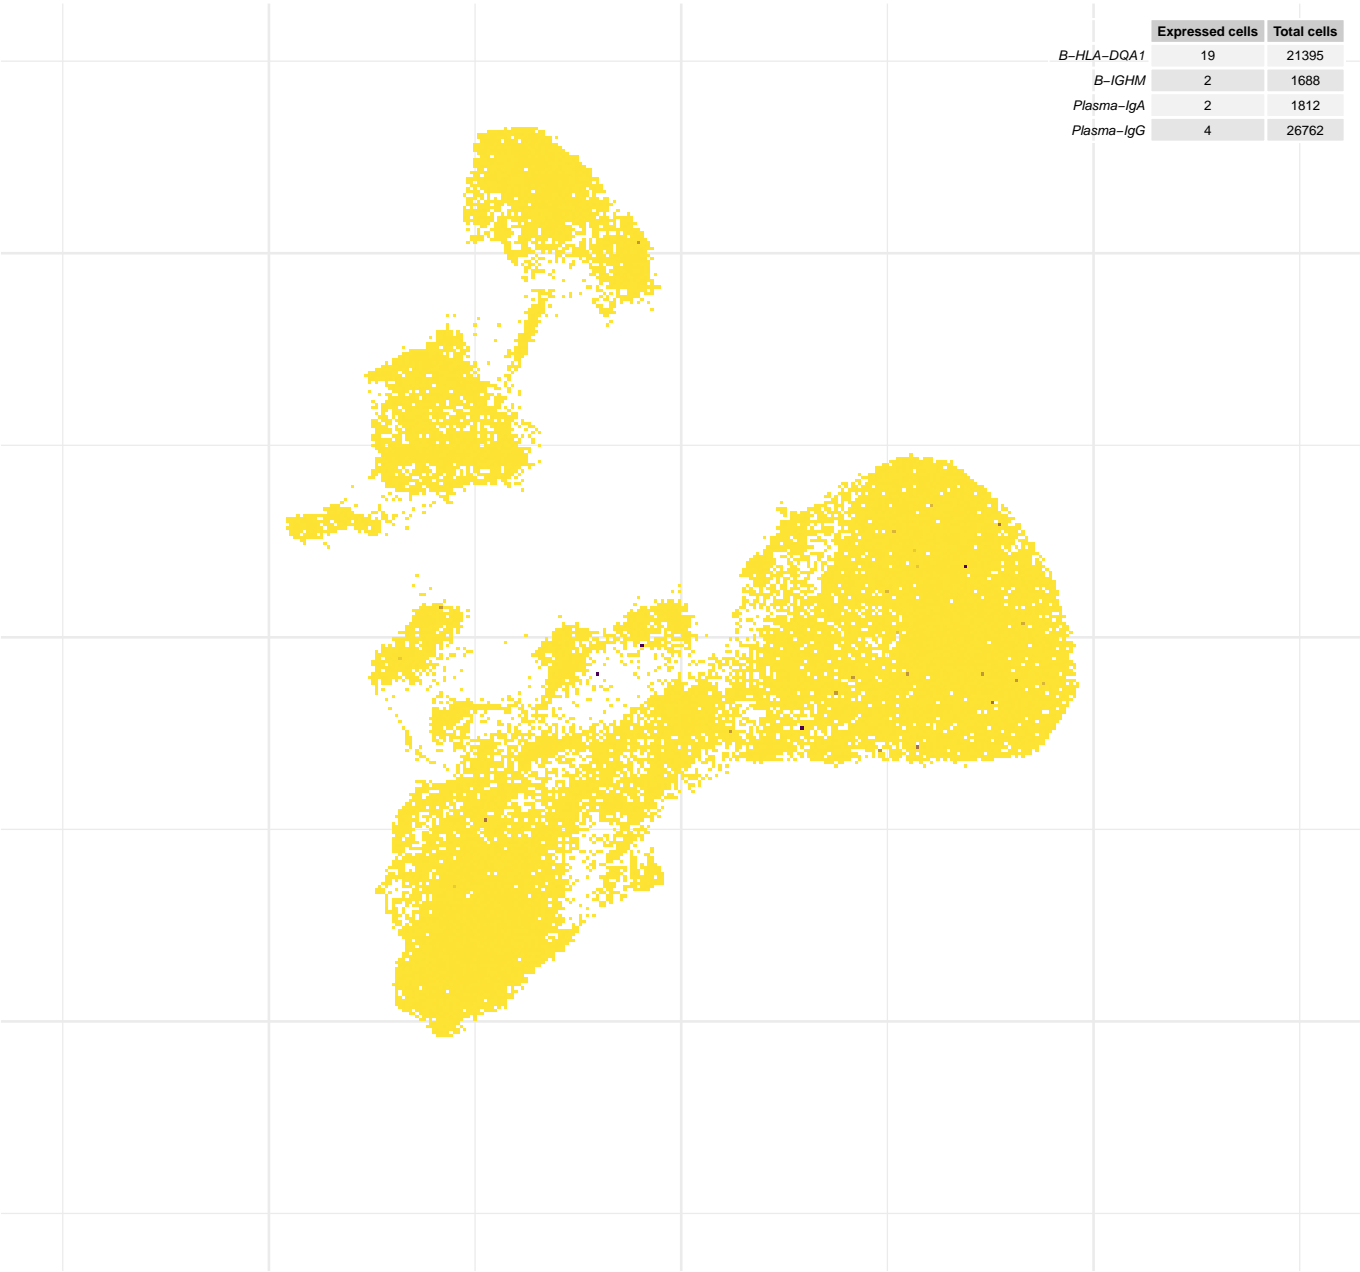 Expressed cells Total cells
B−HLA−DQA1 19 21395
B−IGHM 2 1688
Plasma−IgA 2 1812
Plasma−IgG 4 26762